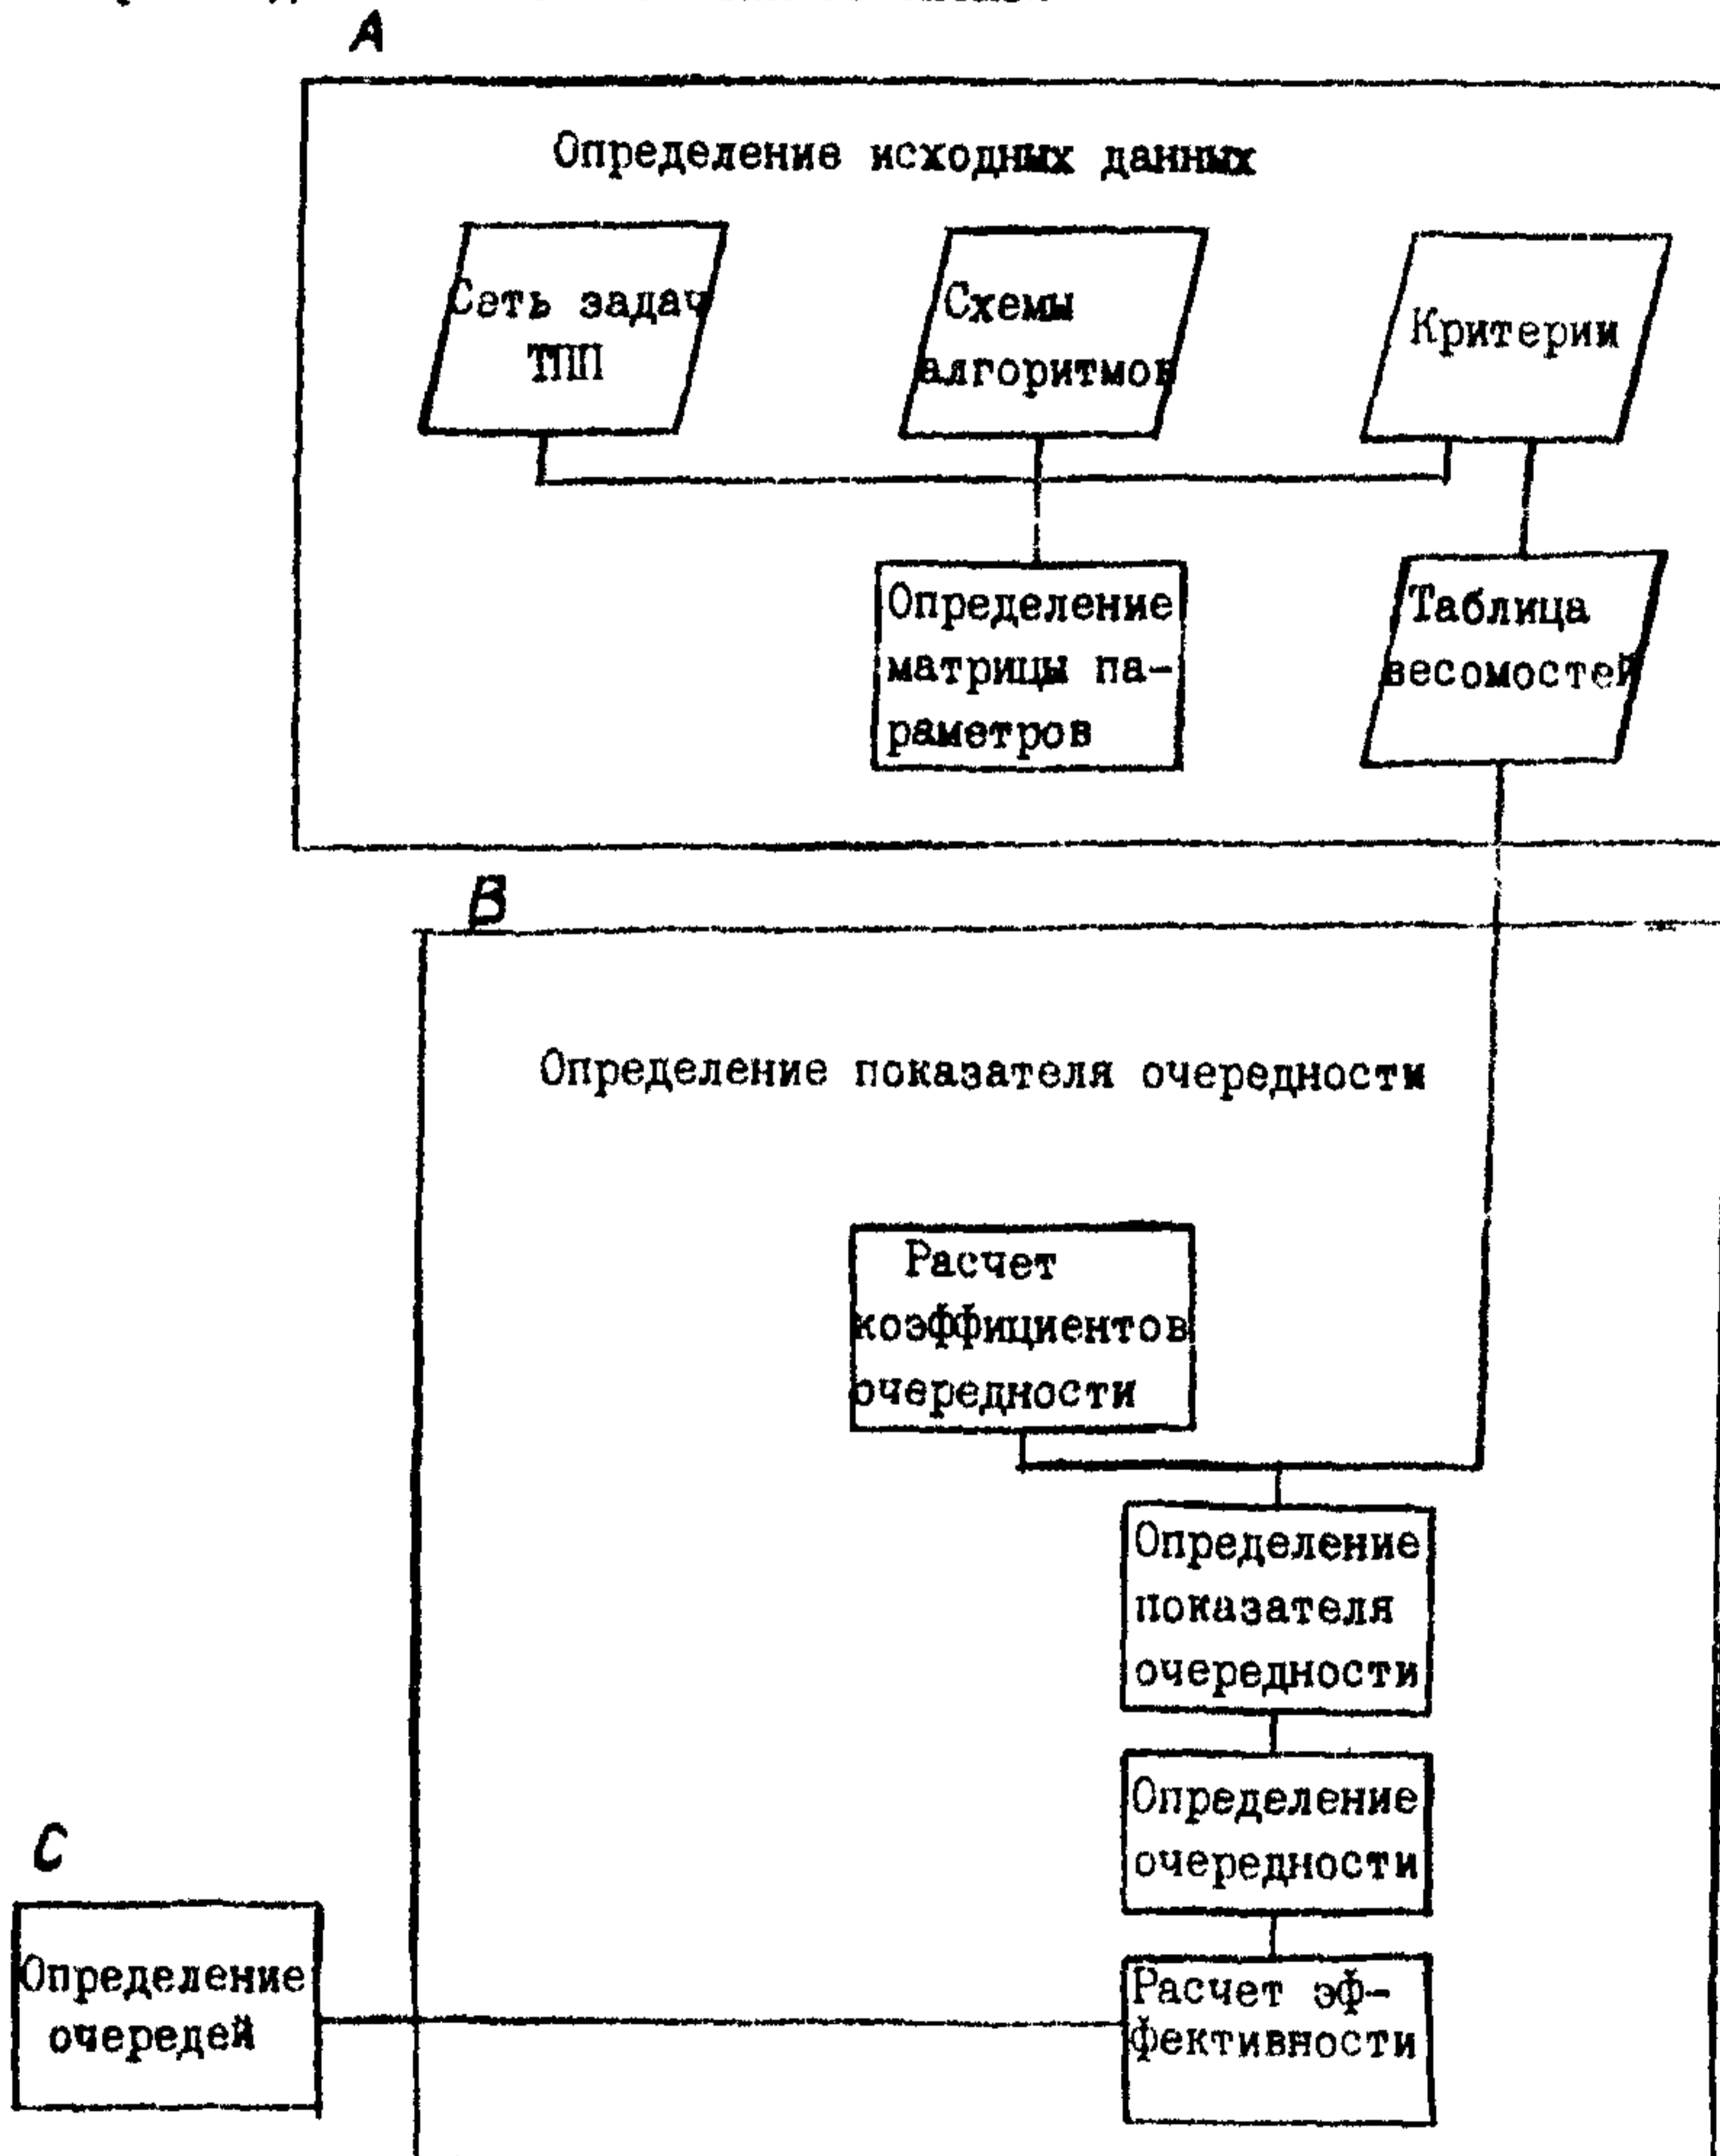 A
Определение исходных данных
Сеть задач
ТПП
Схемы
алгоритмов
Критерии
Определение
матрицы па-
раметров
Таблица
весомостей
B
Определение показателя очередности
Расчет
коэффициентов
очередности
Определение
показателя
очередности
Определение
очередности
C
Определение
очередей
Расчет эф-
фективности